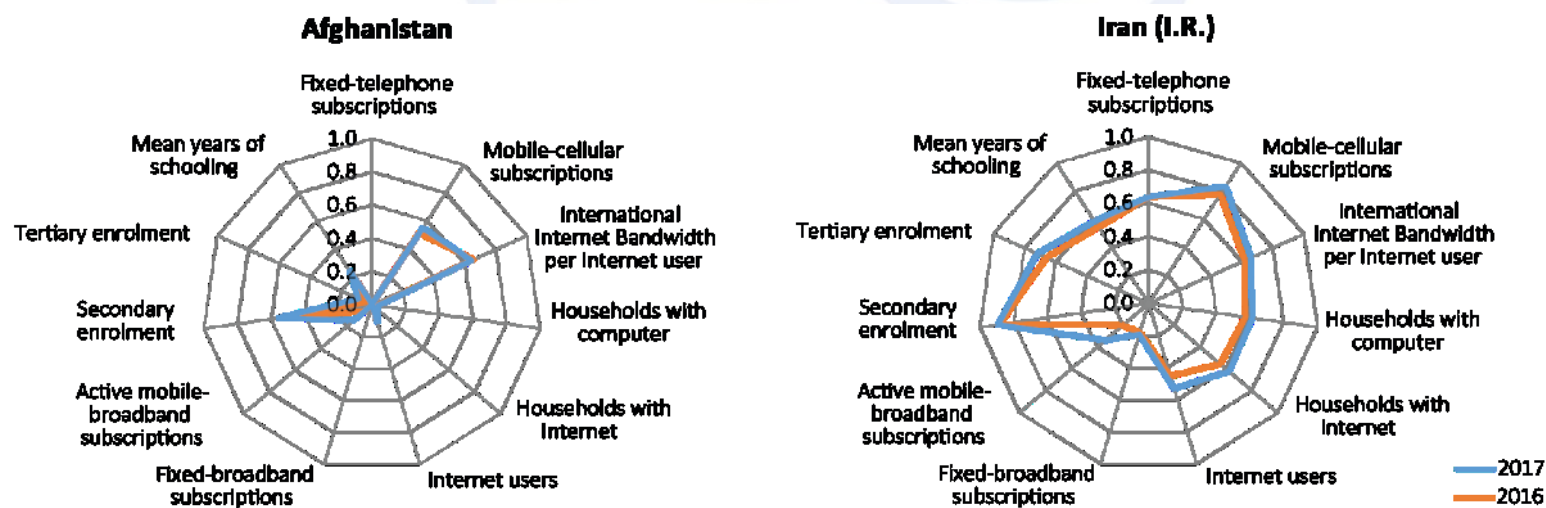 Afghanistan
Fixed-telephone
subscriptions
Mobile-cellular
subscriptions
International
Internet Bandwidth
per Internet user
Households with
computer
Households with
Internet
Internet users
Fixed-broadband
subscriptions
Active mobile-
broadband
subscriptions
Secondary
enrolment
Tertiary enrolment
Mean years of
schooling
1.0
0.8
0.6
0.4
0.2
0.0
Iran (I.R.)
Fixed-telephone
subscriptions
Mobile-cellular
subscriptions
International
Internet Bandwidth
per Internet user
Households with
computer
Households with
Internet
Internet users
Fixed-broadband
subscriptions
Active mobile-
broadband
subscriptions
Secondary
enrolment
Tertiary enrolment
Mean years of
schooling
1.0
0.8
0.6
0.4
0.2
0.0
2017
2016